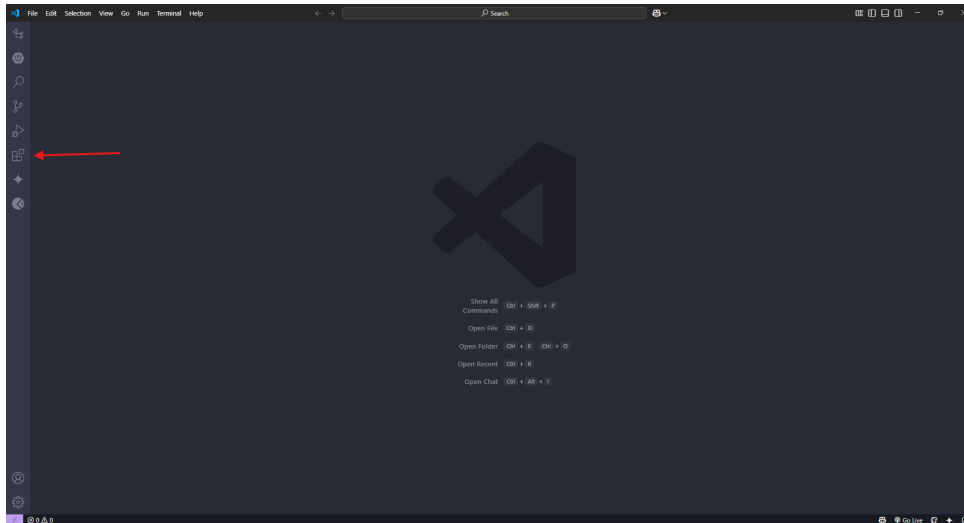 File Edit Selection View Go Run Terminal Help
Search
Show All
Commands
Ctrl + Shift + P
Open File Ctrl + O
Open Folder Ctrl + K Ctrl + O
Open Recent Ctrl + R
Open Chat Ctrl + Alt + I
0 0
Go Live